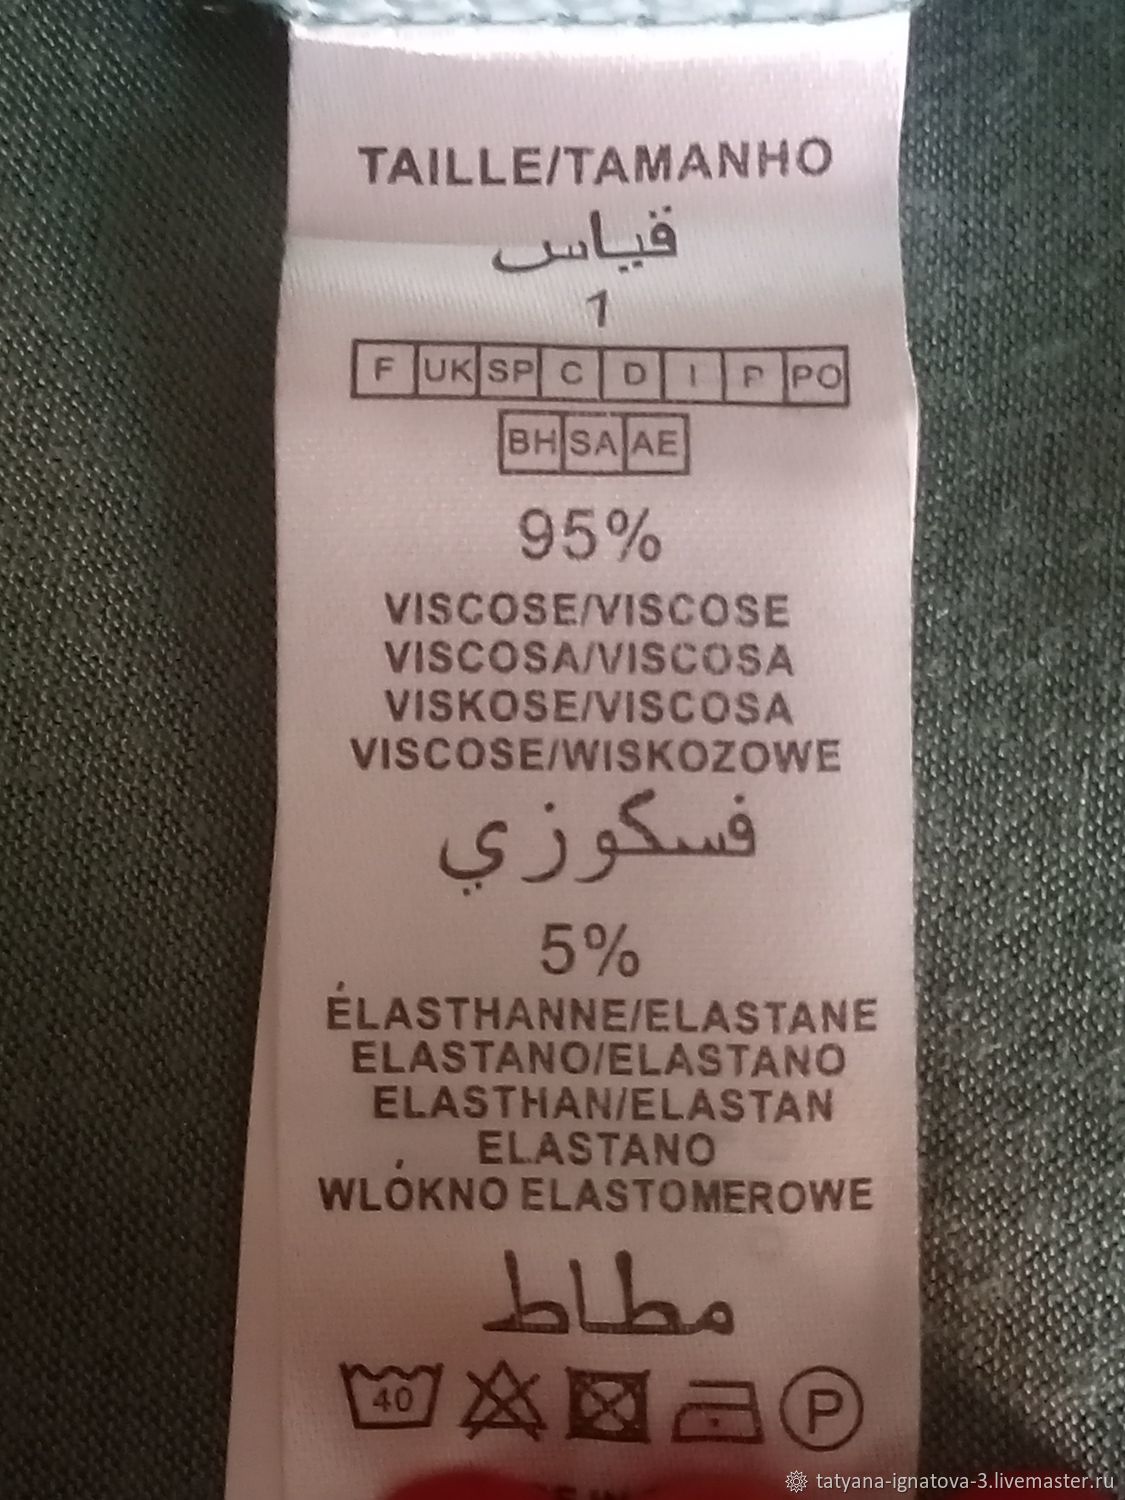 TAILLE/TAMANHO
قياس
1
F UK SP C D I P PO
BH SA AE
95%
VISCOSE/VISCOSE
VISCOSA/VISCOSA
VISKOSE/VISCOSA
VISCOSE/WISKOZOWE
فسكوزي
5%
ÉLASTHANNE/ELASTANE
ELASTANO/ELASTANO
ELASTHAN/ELASTAN
ELASTANO
WLÓKNO ELASTOMEROWE
مطاط
40 P
tatyana-ignatova-3.livemaster.ru